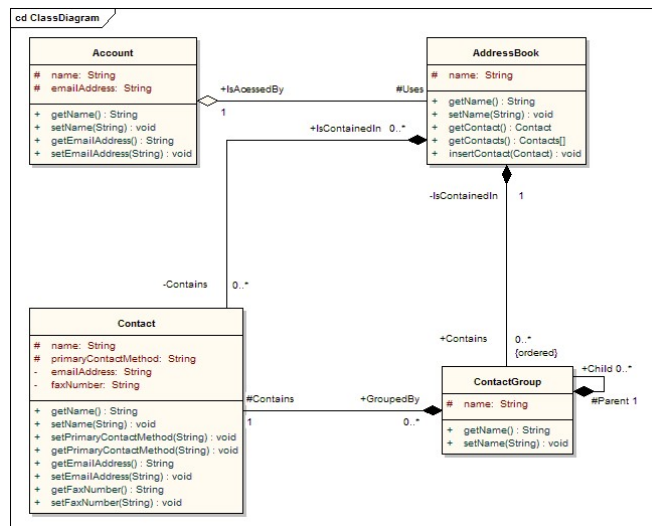 cd ClassDiagram
Account
# name: String
# emailAddress: String
+ getName() : String
+ setName(String) : void
+ getEmailAddress() : String
+ setEmailAddress(String) : void
+IsAcessedBy
1
#Uses
AddressBook
# name: String
+ getName() : String
+ setName(String) : void
+ getContact() : Contact
+ getContacts() : Contacts[]
+ insertContact(Contact) : void
+IsContainedIn 0..*
-IsContainedIn 1
-Contains 0..*
+Contains 0..*
{ordered}
Contact
# name: String
# primaryContactMethod: String
- emailAddress: String
- faxNumber: String
+ getName() : String
+ setName(String) : void
+ setPrimaryContactMethod(String) : void
+ getPrimaryContactMethod(String) : void
+ getEmailAddress() : String
+ setEmailAddress(String) : void
+ getFaxNumber() : String
+ setFaxNumber(String) : void
#Contains
1
+GroupedBy
0..*
ContactGroup
# name: String
+ getName() : String
+ setName(String) : void
+Child 0..*
#Parent 1